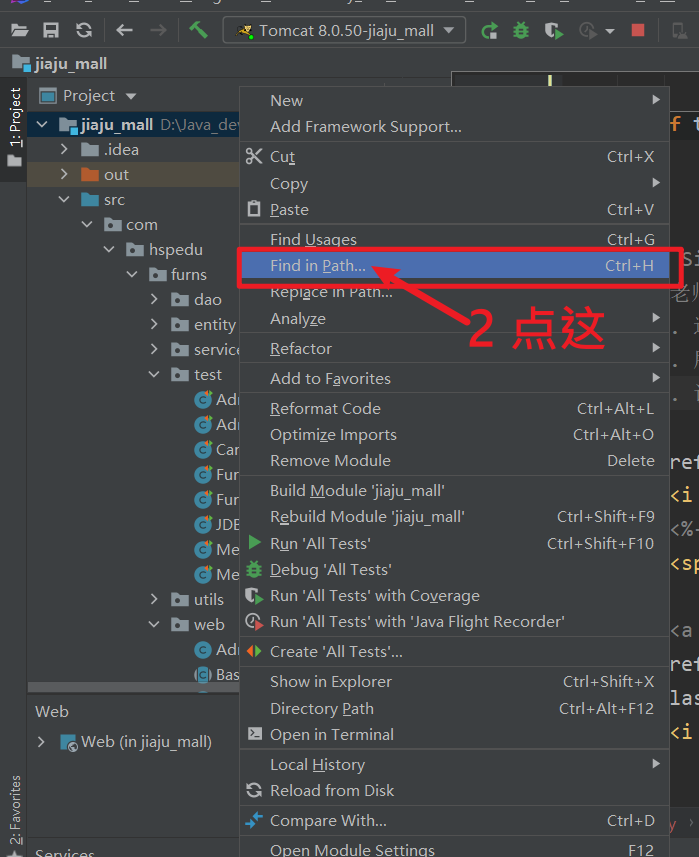 Tomcat 8.0.50-jiaju_mall
jiaju_mall
1: Project
Project
jiaju_mall D:\Java_de
.idea
out
src
com
hspedu
furns
dao
entity
service
test
Adm
Adm
Car
Fur
Fur
JDB
Me
Me
utils
web
Adm
Bas
Web
Web (in jiaju_mall)
2: Favorites
Services
New
Add Framework Support...
Cut Ctrl+X
Copy
Paste Ctrl+V
Find Usages Ctrl+G
Find in Path... Ctrl+H
Replace in Path...
2 点这
Analyze
Refactor
Add to Favorites
Reformat Code Ctrl+Alt+L
Optimize Imports Ctrl+Alt+O
Remove Module Delete
Build Module 'jiaju_mall'
Rebuild Module 'jiaju_mall' Ctrl+Shift+F9
Run 'All Tests' Ctrl+Shift+F10
Debug 'All Tests'
Run 'All Tests' with Coverage
Run 'All Tests' with 'Java Flight Recorder'
Create 'All Tests'...
Show in Explorer Ctrl+Shift+X
Directory Path Ctrl+Alt+F12
Open in Terminal
Local History
Reload from Disk
Compare With... Ctrl+D
Open Module Settings F12
f t
Si
老师
ref
<i
<%-
<sp
<a
ref
las
<i